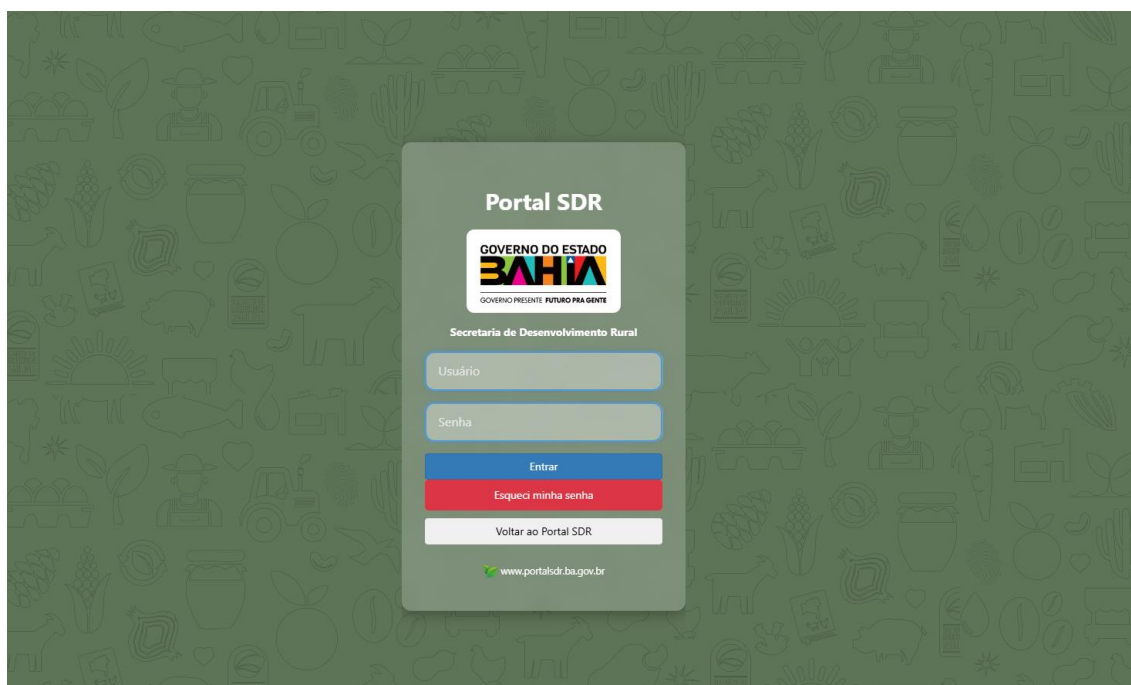 Portal SDR
GOVERNO DO ESTADO
BAHIA
GOVERNO PRESENTE FUTURO PRA GENTE
Secretaria de Desenvolvimento Rural
Usuário
Senha
Entrar
Esqueci minha senha
Voltar ao Portal SDR
www.portalsdr.ba.gov.br